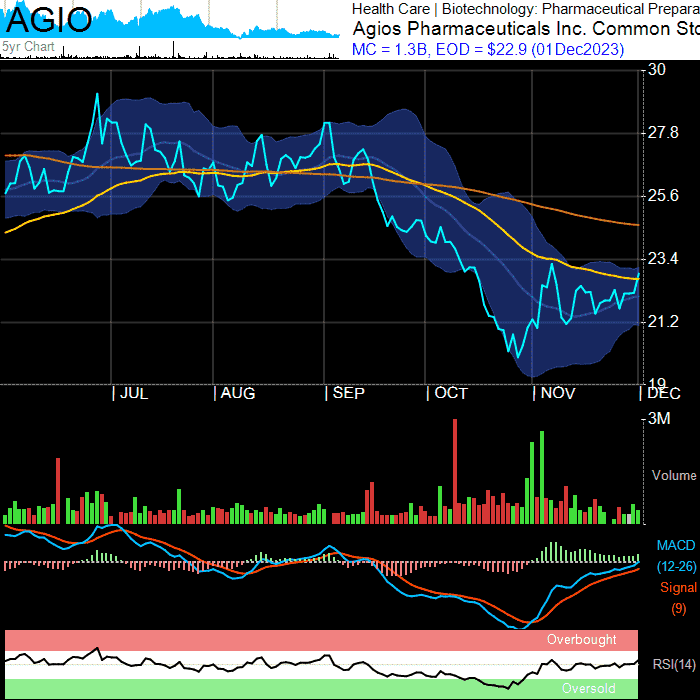 AGIO
5yr Chart
Health Care | Biotechnology: Pharmaceutical Prepara
Agios Pharmaceuticals Inc. Common Sto
MC = 1.3B, EOD = $22.9 (01Dec2023)
30
27.8
25.6
23.4
21.2
19
| JUL | AUG | SEP | OCT | NOV | DEC
3M
Volume
MACD
(12-26)
Signal
(9)
Overbought
RSI(14)
Oversold